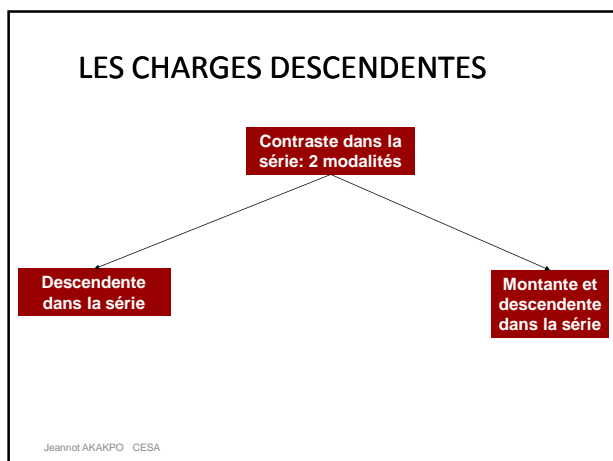 LES CHARGES DESCENDENTES
Contraste dans la
série: 2 modalités
Descendente
dans la série
Montante et
descendente
dans la série
Jeannot AKAKPO CESA